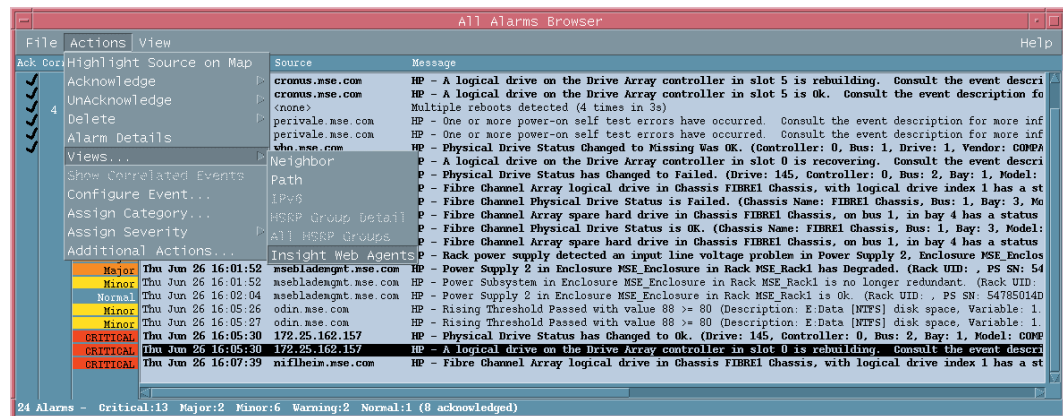 All Alarms Browser
File Actions View Help
Ack Cor Source Message
Highlight Source on Map
Acknowledge
UnAcknowledge
Delete
Alarm Details
Views...
Show Correlated Events
Configure Event...
Assign Category...
Assign Severity
Additional Actions...
Neighbor
Path
IPv6
HSRP Group Detail
All HSRP Groups
Insight Web Agents
4
cronus.mse.com HP - A logical drive on the Drive Array controller in slot 5 is rebuilding. Consult the event descri
cronus.mse.com HP - A logical drive on the Drive Array controller in slot 5 is Ok. Consult the event description fo
<none> Multiple reboots detected (4 times in 3s)
perivale.mse.com HP - One or more power-on self test errors have occurred. Consult the event description for more inf
perivale.mse.com HP - One or more power-on self test errors have occurred. Consult the event description for more inf
who.mse.com HP - Physical Drive Status Changed to Missing Was OK. (Controller: 0, Bus: 1, Drive: 1, Vendor: COMPA
P - A logical drive on the Drive Array controller in slot 0 is recovering. Consult the event descri
P - Physical Drive Status has Changed to Failed. (Drive: 145, Controller: 0, Bus: 2, Bay: 1, Model:
P - Fibre Channel Array logical drive in Chassis FIBRE1 Chassis, with logical drive index 1 has a st
P - Fibre Channel Physical Drive Status is Failed. (Chassis Name: FIBRE1 Chassis, Bus: 1, Bay: 3, Mo
P - Fibre Channel Array spare hard drive in Chassis FIBRE1 Chassis, on bus 1, in bay 4 has a status
P - Fibre Channel Physical Drive Status is OK. (Chassis Name: FIBRE1 Chassis, Bus: 1, Bay: 3, Model:
P - Fibre Channel Array logical drive in Chassis FIBRE1 Chassis, with logical drive index 1 has a st
P - Fibre Channel Array spare hard drive in Chassis FIBRE1 Chassis, on bus 1, in bay 4 has a status
P - Rack power supply detected an input line voltage problem in Power Supply 2, Enclosure MSE_Enclos
Major Thu Jun 26 16:01:52 msebladem​gmt.mse.com HP - Power Supply 2 in Enclosure MSE_Enclosure in Rack MSE_Rack1 has Degraded. (Rack UID: , PS SN: 54
Minor Thu Jun 26 16:01:52 mseblademgmt.mse.com HP - Power Subsystem in Enclosure MSE_Enclosure in Rack MSE_Rack1 is no longer redundant. (Rack UID:
Normal Thu Jun 26 16:02:04 mseblademgmt.mse.com HP - Power Supply 2 in Enclosure MSE_Enclosure in Rack MSE_Rack1 is Ok. (Rack UID: , PS SN: 54785014D
Minor Thu Jun 26 16:05:26 odin.mse.com HP - Rising Threshold Passed with value 88 >= 80 (Description: E:Data [NTFS] disk space, Variable: 1.
Minor Thu Jun 26 16:05:27 odin.mse.com HP - Rising Threshold Passed with value 88 >= 80 (Description: E:Data [NTFS] disk space, Variable: 1.
CRITICAL Thu Jun 26 16:05:30 172.25.162.157 HP - Physical Drive Status has Changed to Ok. (Drive: 145, Controller: 0, Bus: 2, Bay: 1, Model: COMP
CRITICAL Thu Jun 26 16:05:30 172.25.162.157 HP - A logical drive on the Drive Array controller in slot 0 is rebuilding. Consult the event descri
CRITICAL Thu Jun 26 16:07:39 niflheim.mse.com HP - Fibre Channel Array logical drive in Chassis FIBRE1 Chassis, with logical drive index 1 has a st
24 Alarms - Critical:13 Major:2 Minor:6 Warning:2 Normal:1 (8 acknowledged)